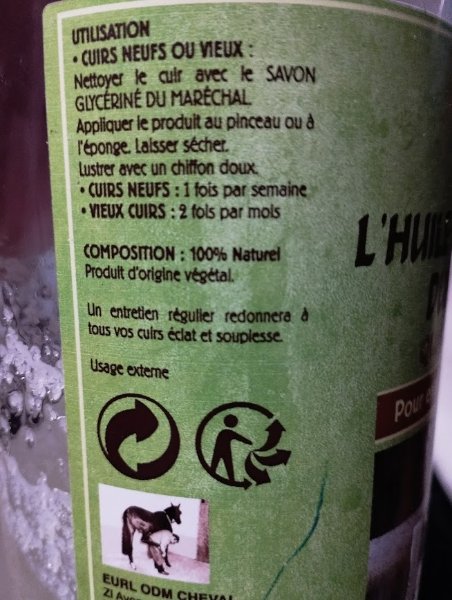 UTILISATION
• CUIRS NEUFS OU VIEUX :
Nettoyer le cuir avec le SAVON
GLYCÉRINÉ DU MARÉCHAL.
Appliquer le produit au pinceau ou à
l'éponge. Laisser sécher.
Lustrer avec un chiffon doux.
• CUIRS NEUFS : 1 fois par semaine
• VIEUX CUIRS : 2 fois par mois
COMPOSITION : 100% Naturel
Produit d'origine végétal.
Un entretien régulier redonnera à
tous vos cuirs éclat et souplesse.
Usage externe
EURL ODM CHEVAL
ZI
L'HUILE
Pour